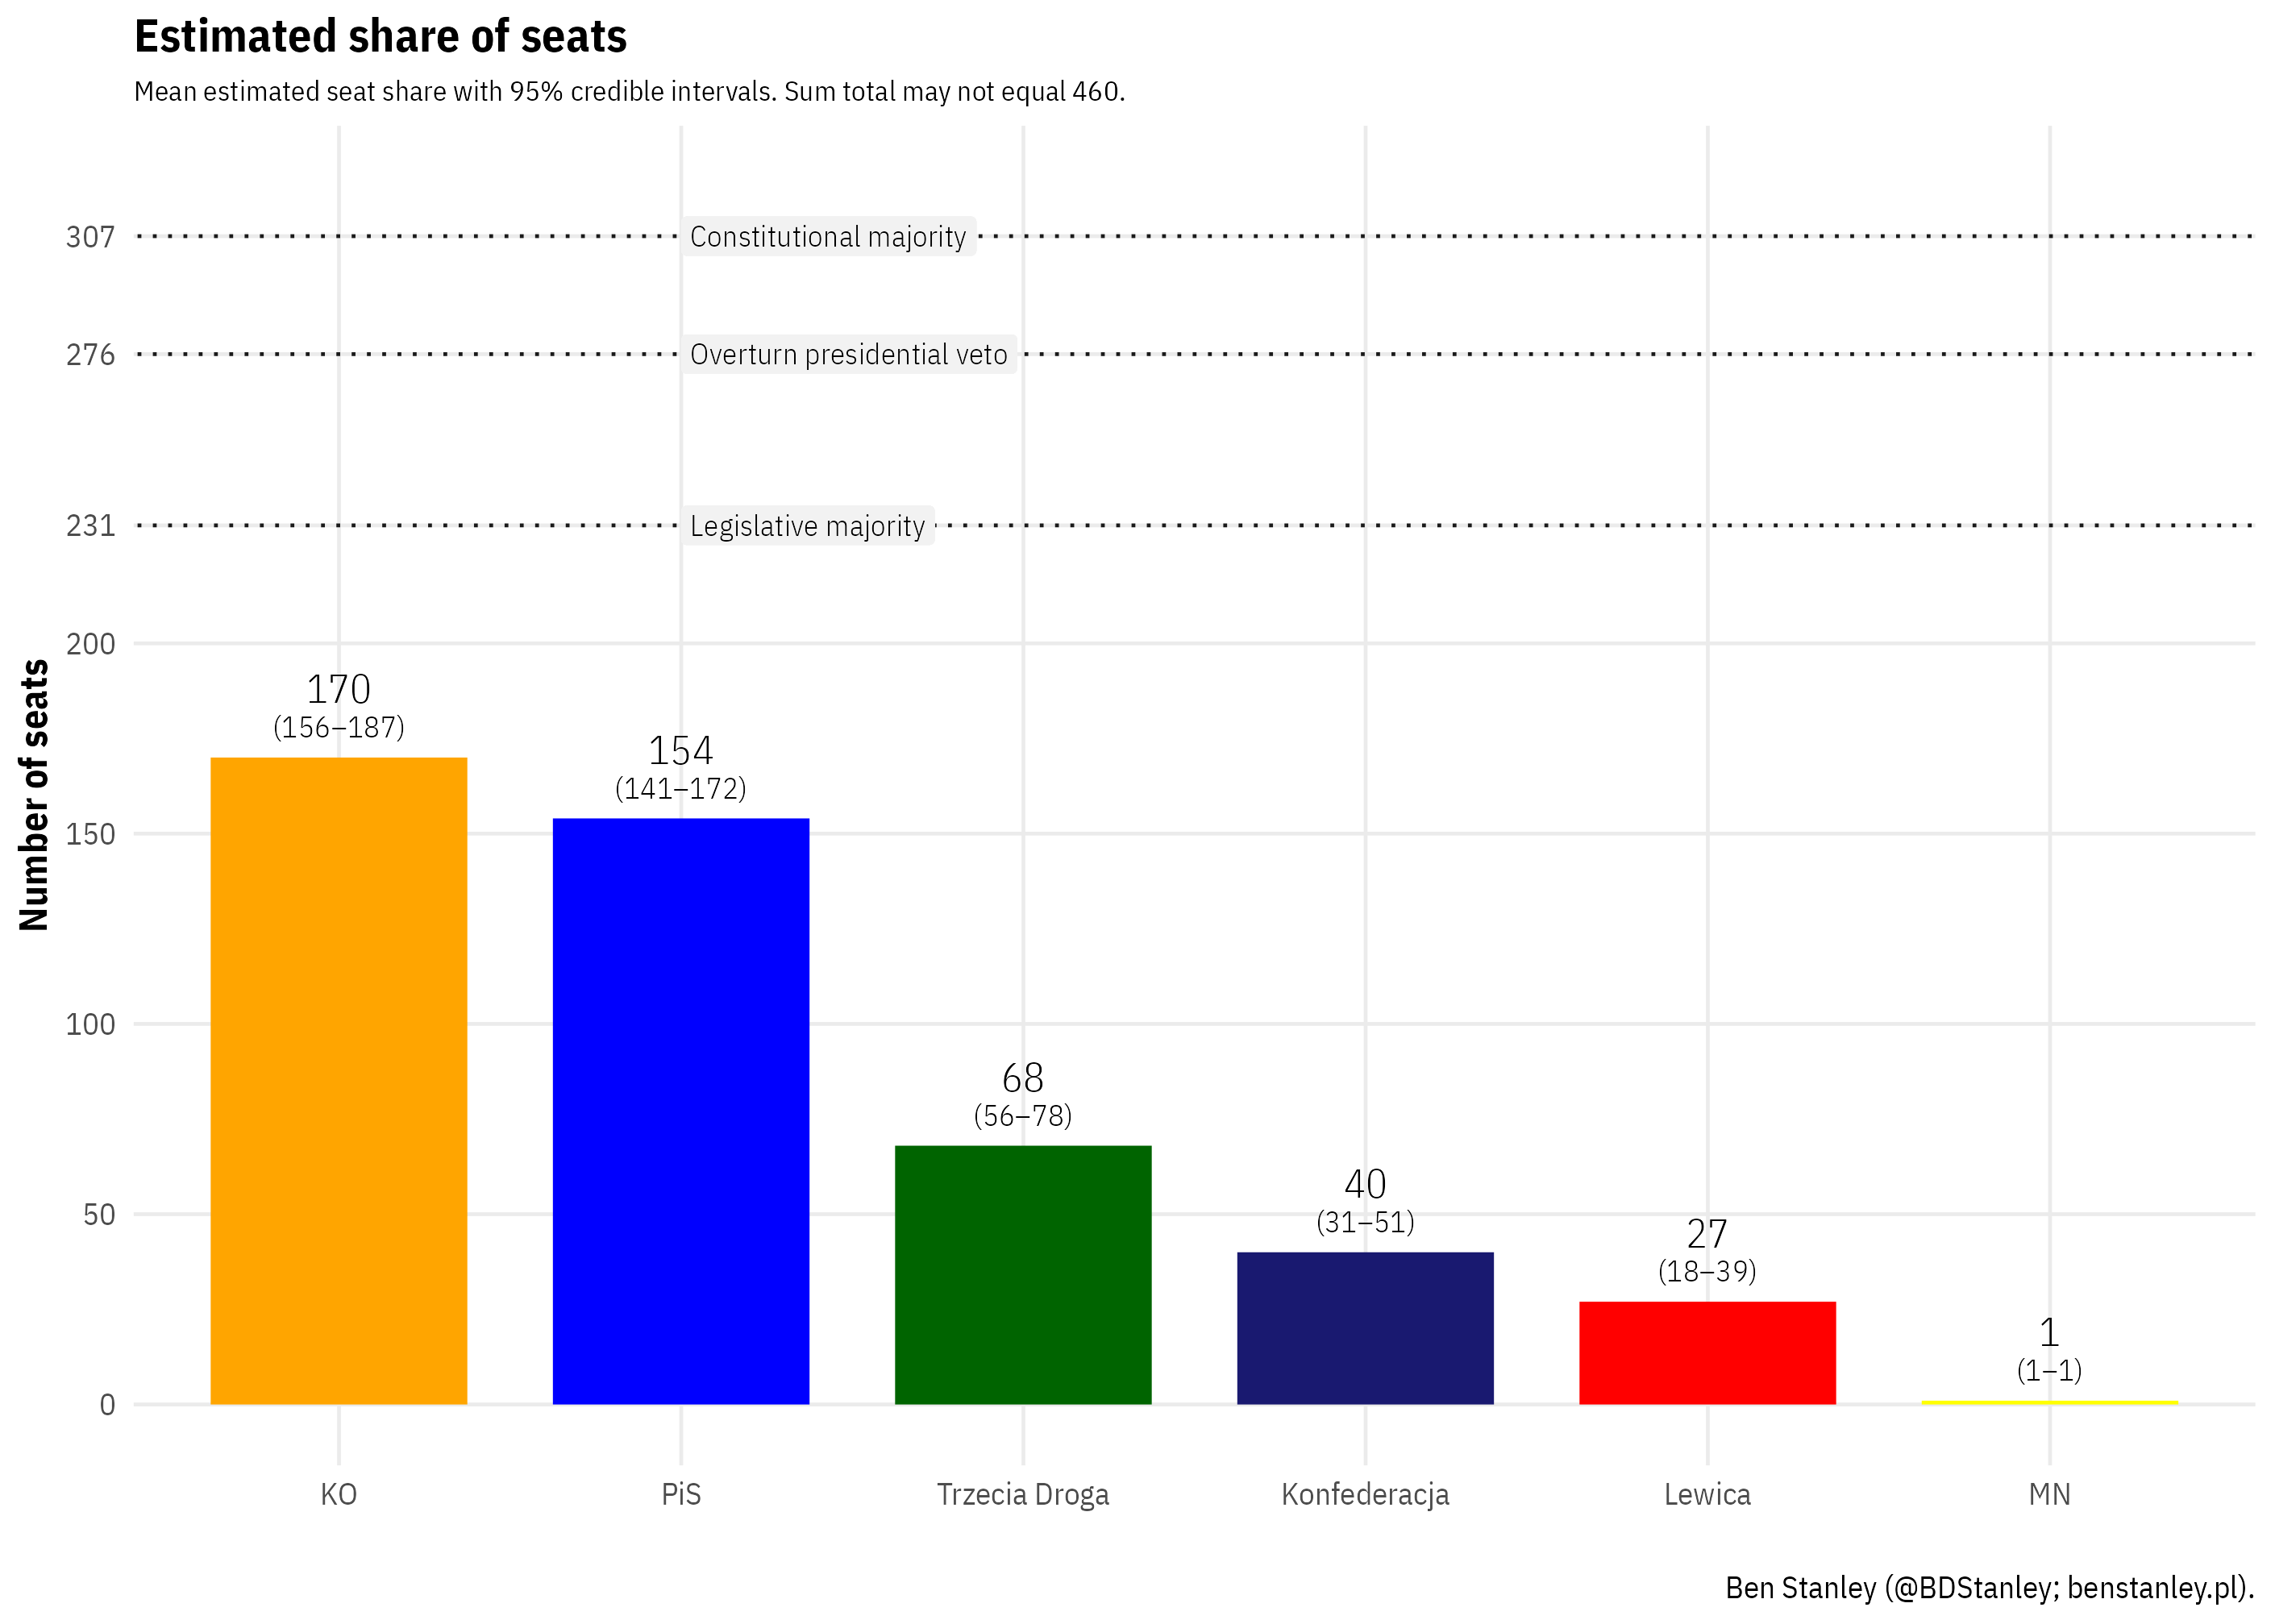 Estimated share of seats
Mean estimated seat share with 95% credible intervals. Sum total may not equal 460.
307
Constitutional majority
276
Overturn presidential veto
231
Legislative majority
Number of seats
200
150
100
50
0
170
(156–187)
154
(141–172)
68
(56–78)
40
(31–51)
27
(18–39)
1
(1–1)
KO
PiS
Trzecia Droga
Konfederacja
Lewica
MN
Ben Stanley (@BDStanley; benstanley.pl).